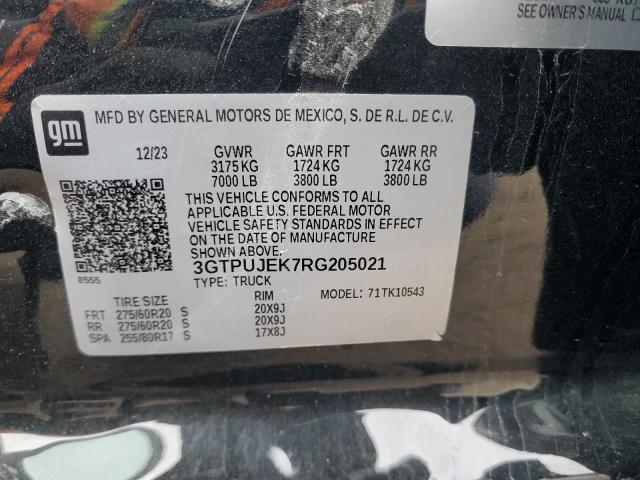 SEE OWNER'S MANUAL
gm
MFD BY GENERAL MOTORS DE MEXICO, S. DE R.L. DE C.V.
12/23 GVWR GAWR FRT GAWR RR
3175 KG 1724 KG 1724 KG
7000 LB 3800 LB 3800 LB
THIS VEHICLE CONFORMS TO ALL
APPLICABLE U.S. FEDERAL MOTOR
VEHICLE SAFETY STANDARDS IN EFFECT
ON THE DATE OF MANUFACTURE
SHOWN ABOVE.
8555 3GTPUJEK7RG205021
TYPE: TRUCK
TIRE SIZE RIM MODEL: 71TK10543
FRT 275/60R20 S 20X9J
RR 275/60R20 S 20X9J
SPA 255/80R17 S 17X8J